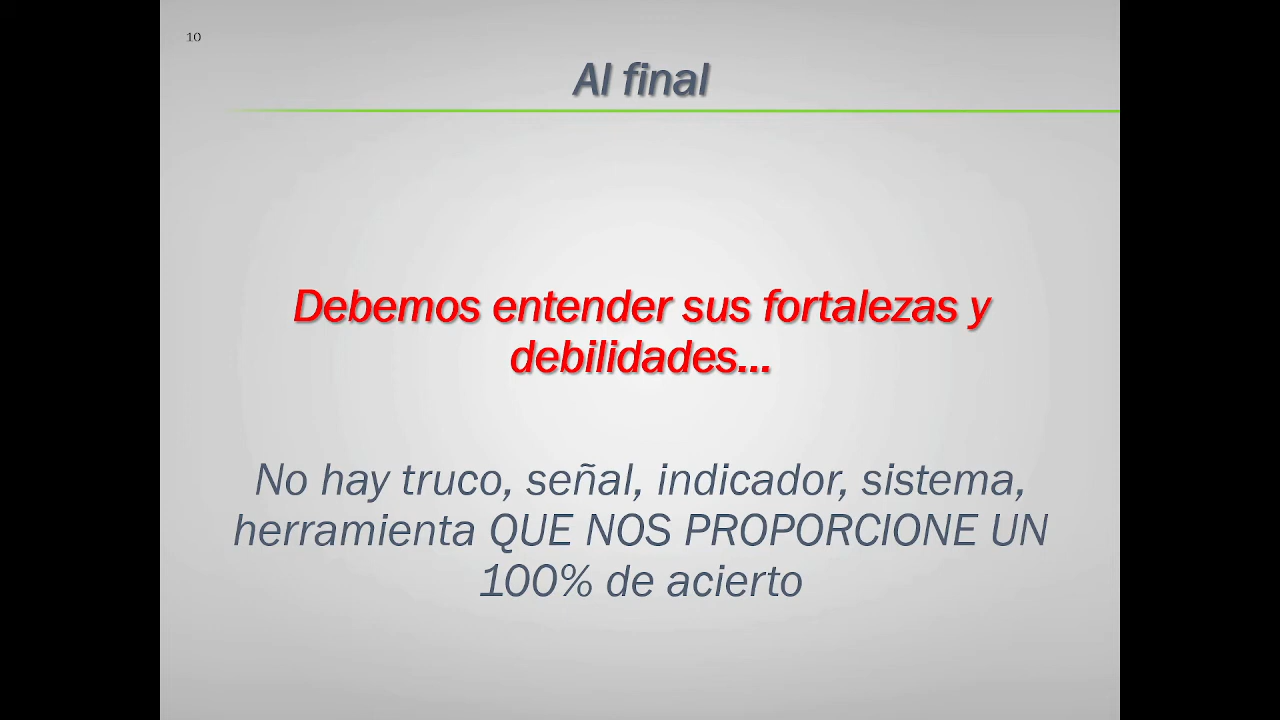 10
Al final
Debemos entender sus fortalezas y
debilidades...
No hay truco, señal, indicador, sistema,
herramienta QUE NOS PROPORCIONE UN
100% de acierto